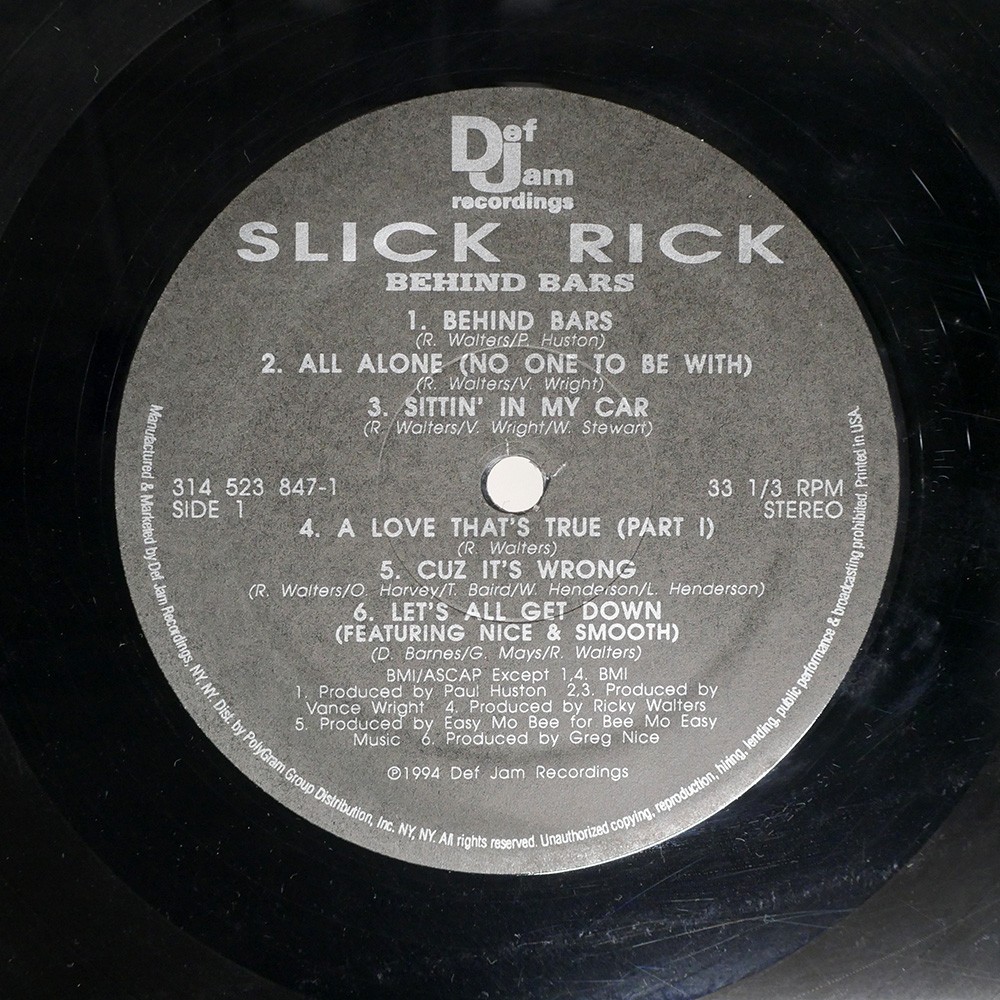 Def Jam
recordings
SLICK RICK
BEHIND BARS
1. BEHIND BARS
(R. Walters/P. Huston)
2. ALL ALONE (NO ONE TO BE WITH)
(R. Walters/V. Wright)
3. SITTIN' IN MY CAR
(R. Walters/V. Wright/W. Stewart)
314 523 847-1
SIDE 1
33 1/3 RPM
STEREO
4. A LOVE THAT'S TRUE (PART I)
(R. Walters)
5. CUZ IT'S WRONG
(R. Walters/O. Harvey/T. Baird/W. Henderson/L. Henderson)
6. LET'S ALL GET DOWN
(FEATURING NICE & SMOOTH)
(D. Barnes/G. Mays/R. Walters)
BMI/ASCAP Except 1,4. BMI
1. Produced by Paul Huston 2,3. Produced by
Vance Wright 4. Produced by Ricky Walters
5. Produced by Easy Mo Bee for Bee Mo Easy
Music 6. Produced by Greg Nice
℗1994 Def Jam Recordings
Manufactured & Marketed by Def Jam Recordings, NY, NY. Dist. by PolyGram Group Distribution, Inc. NY, NY. All rights reserved. Unauthorized copying, reproduction, hiring, lending, public performance & broadcasting prohibited. Printed in USA.